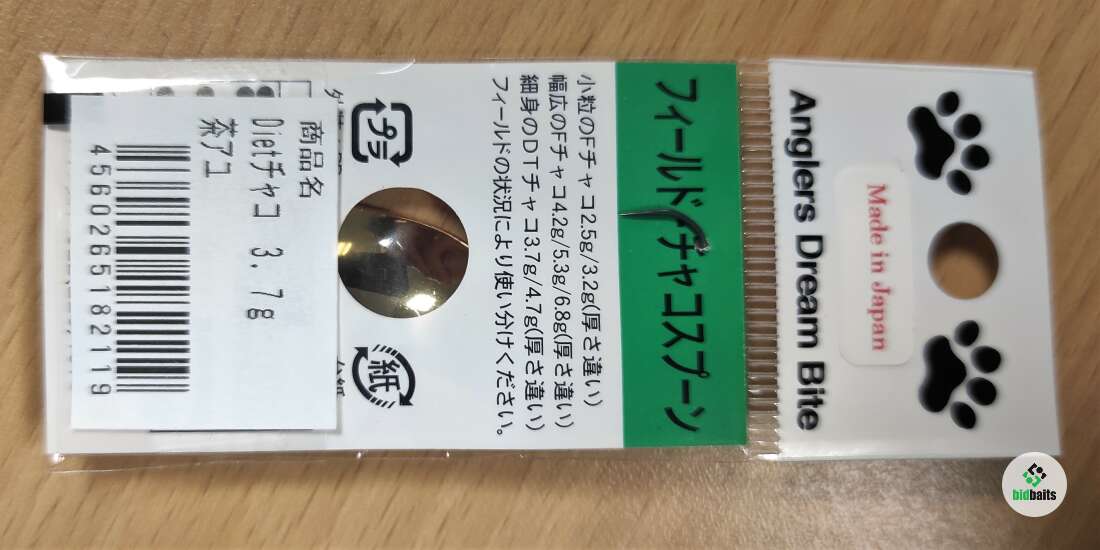 Anglers Dream Bite
Made in Japan
フィールドチャコスプーン
小粒のFチャコ2.5g/3.2g(厚さ違い)
幅広のFチャコ4.2g/5.3g/6.8g(厚さ違い)
細身のDTチャコ3.7g/4.7g(厚さ違い)
フィールドの状況により使い分けください。
プラ
紙
商品名
Dietチャコ 3.7g
茶アユ
4560265182119
bidbaits